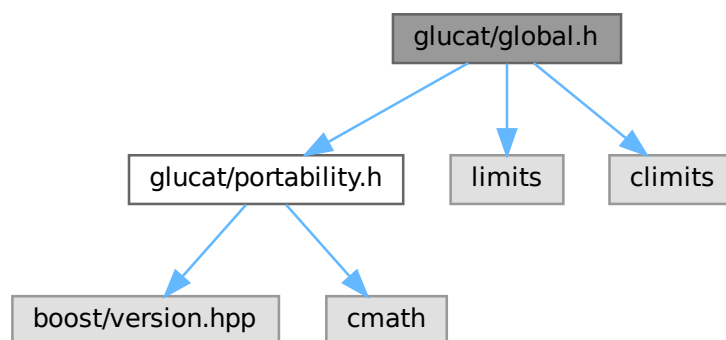 glucat/global.h
glucat/portability.h
limits
climits
boost/version.hpp
cmath